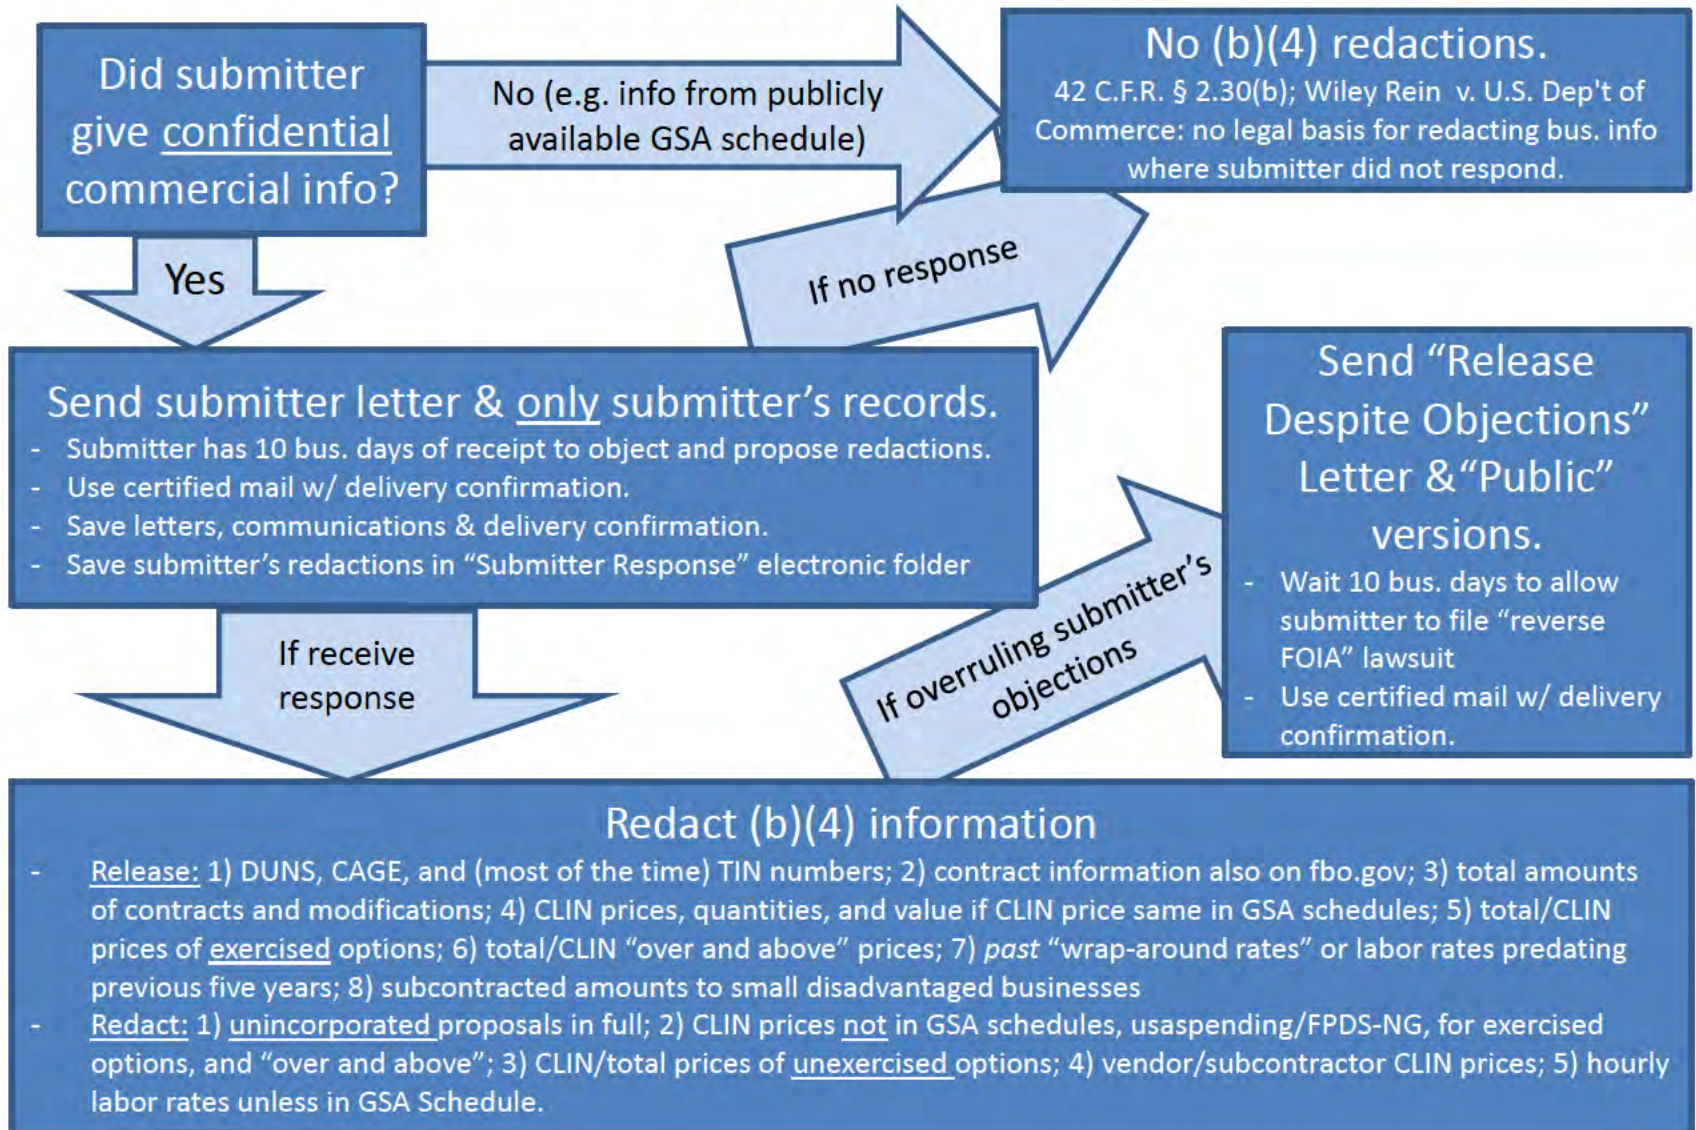 Did submitter
give confidential
commercial info?
No (e.g. info from publicly
available GSA schedule)
No (b)(4) redactions.
42 C.F.R. § 2.30(b); Wiley Rein v. U.S. Dep't of
Commerce: no legal basis for redacting bus. info
where submitter did not respond.
Yes
If no response
Send submitter letter & only submitter’s records.
- Submitter has 10 bus. days of receipt to object and propose redactions.
- Use certified mail w/ delivery confirmation.
- Save letters, communications & delivery confirmation.
- Save submitter’s redactions in “Submitter Response” electronic folder
Send “Release
Despite Objections”
Letter &“Public”
versions.
- Wait 10 bus. days to allow
submitter to file “reverse
FOIA” lawsuit
- Use certified mail w/ delivery
confirmation.
If receive
response
If overruling submitter’s
objections
Redact (b)(4) information
- Release: 1) DUNS, CAGE, and (most of the time) TIN numbers; 2) contract information also on fbo.gov; 3) total amounts
of contracts and modifications; 4) CLIN prices, quantities, and value if CLIN price same in GSA schedules; 5) total/CLIN
prices of exercised options; 6) total/CLIN “over and above” prices; 7) past “wrap-around rates” or labor rates predating
previous five years; 8) subcontracted amounts to small disadvantaged businesses
- Redact: 1) unincorporated proposals in full; 2) CLIN prices not in GSA schedules, usaspending/FPDS-NG, for exercised
options, and “over and above”; 3) CLIN/total prices of unexercised options; 4) vendor/subcontractor CLIN prices; 5) hourly
labor rates unless in GSA Schedule.